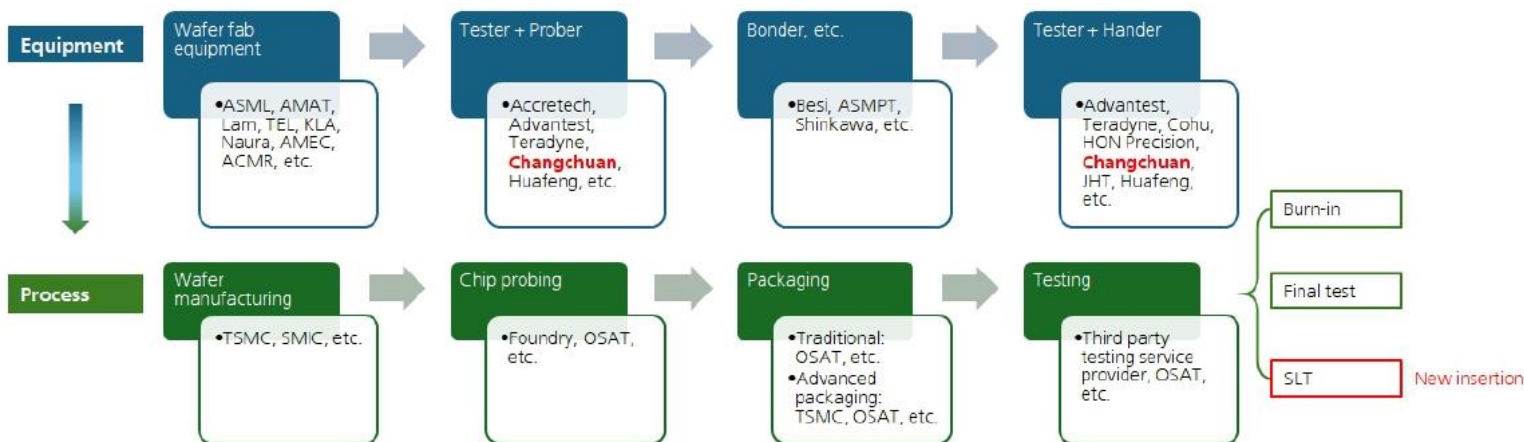 Equipment
Wafer fab
equipment
•ASML, AMAT,
Lam, TEL, KLA,
Naura, AMEC,
ACMR, etc.
Tester + Prober
•Accretech,
Advantest,
Teradyne,
Changchuan,
Huafeng, etc.
Bonder, etc.
•Besi, ASMPT,
Shinkawa, etc.
Tester + Hander
•Advantest,
Teradyne, Cohu,
HON Precision,
Changchuan,
JHT, Huafeng,
etc.
Process
Wafer
manufacturing
•TSMC, SMIC, etc.
Chip probing
•Foundry, OSAT,
etc.
Packaging
•Traditional:
OSAT, etc.
•Advanced
packaging:
TSMC, OSAT, etc.
Testing
•Third party
testing service
provider, OSAT,
etc.
Burn-in
Final test
SLT
New insertion